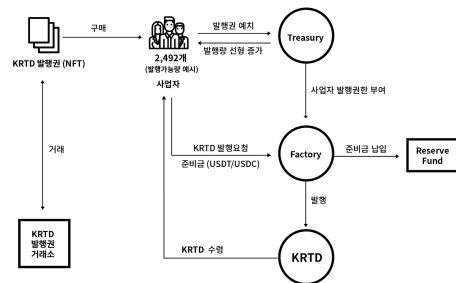 구매
발행권 예치
Treasury
발행량 선형 증가
KRTD 발행권 (NFT)
2,492개
(발행가능량 예시)
사업자
사업자 발행권한 부여
거래
KRTD 발행요청
준비금 (USDT/USDC)
Factory
준비금 납입
Reserve
Fund
발행
KRTD
발행권
거래소
KRTD 수령
KRTD